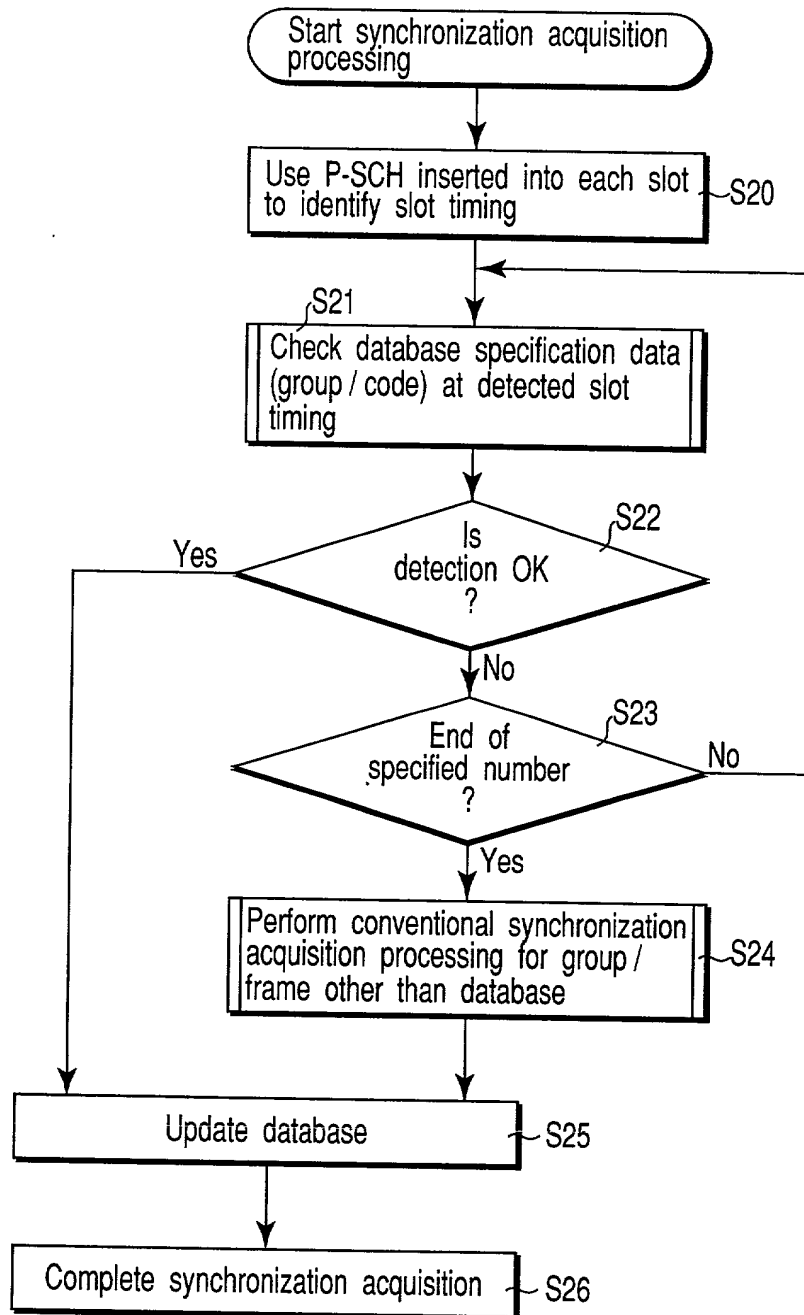 Start synchronization acquisition
processing
Use P-SCH inserted into each slot
to identify slot timing
S20
S21
Check database specification data
(group / code) at detected slot
timing
S22
Is
detection OK
?
Yes
No
S23
End of
specified number
?
No
Yes
Perform conventional synchronization
acquisition processing for group /
frame other than database
S24
Update database
S25
Complete synchronization acquisition
S26